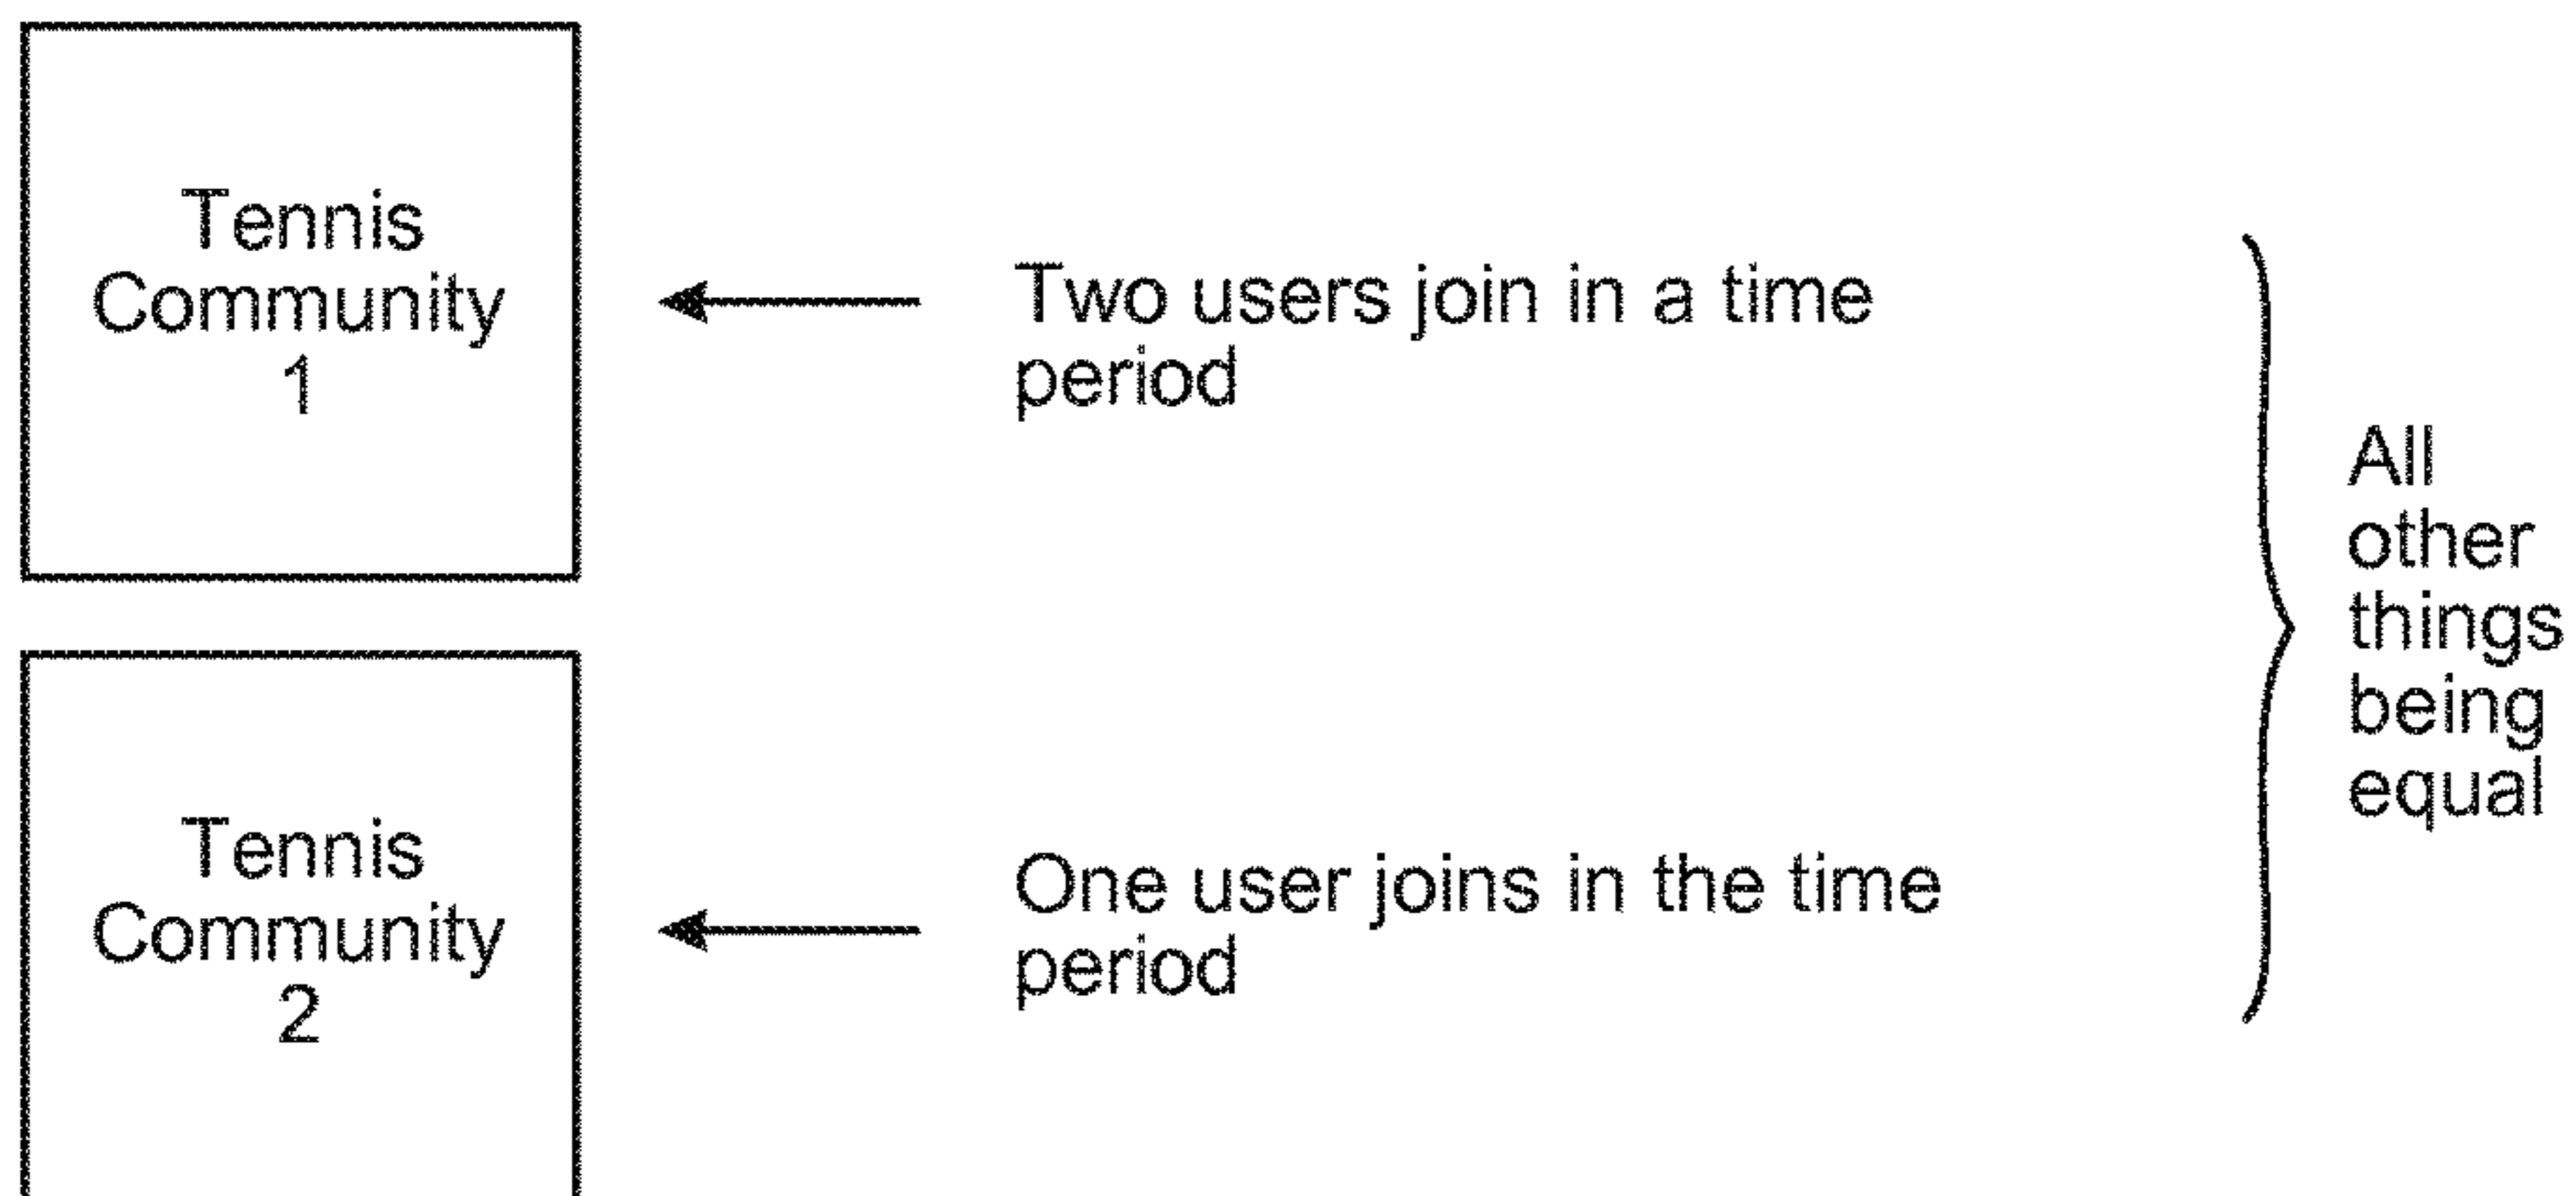 Tennis
Community
1
Two users join in a time
period
Tennis
Community
2
One user joins in the time
period
All
other
things
being
equal